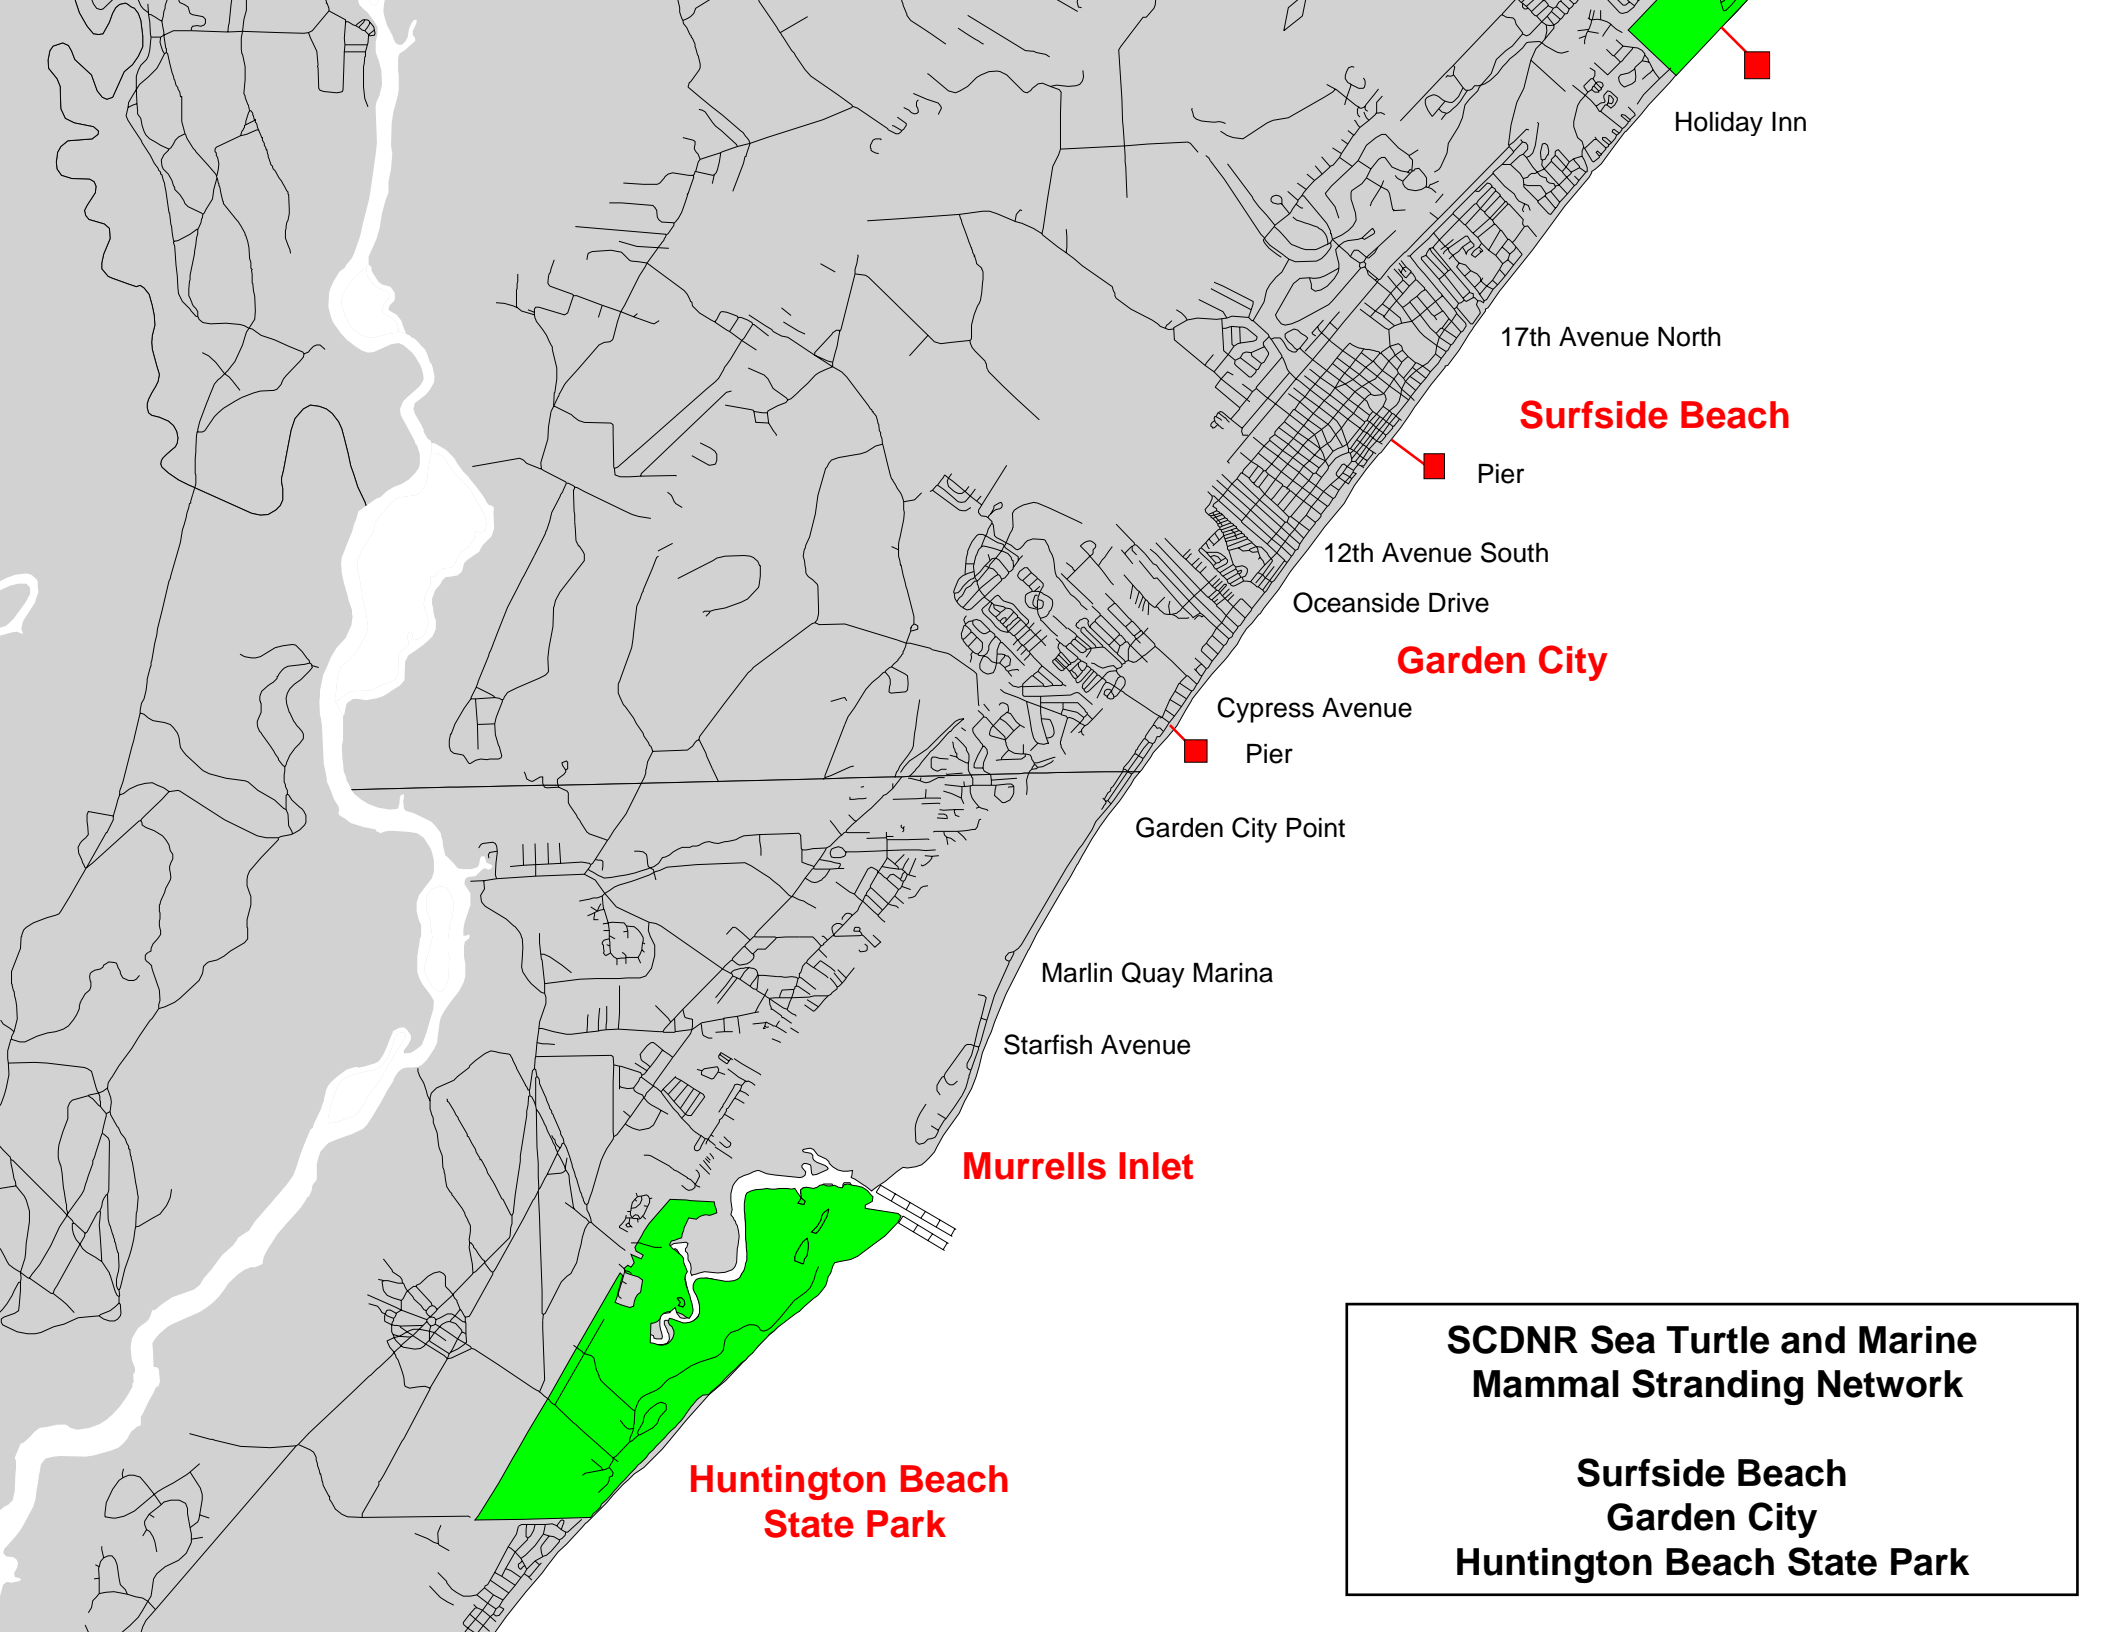 Holiday Inn
17th Avenue North
Surfside Beach
Pier
12th Avenue South
Oceanside Drive
Garden City
Cypress Avenue
Pier
Garden City Point
Marlin Quay Marina
Starfish Avenue
Murrells Inlet
Huntington Beach
State Park
SCDNR Sea Turtle and Marine
Mammal Stranding Network
Surfside Beach
Garden City
Huntington Beach State Park